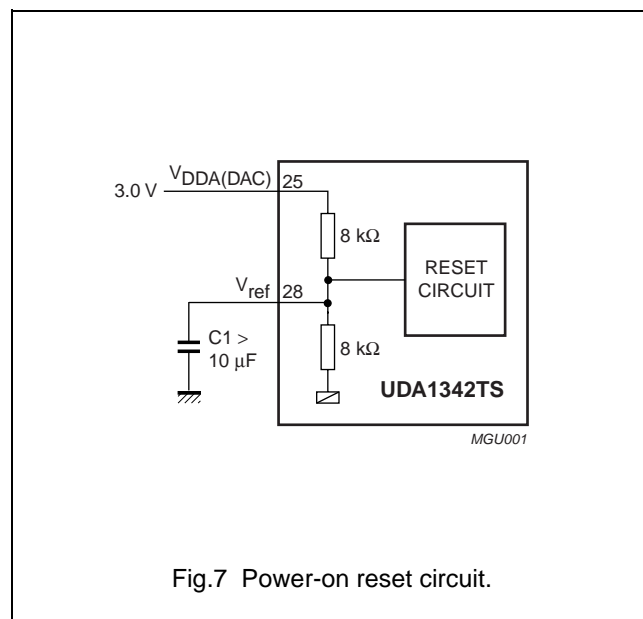 3.0 V
VDDA(DAC)
25
8 kΩ
RESET
CIRCUIT
Vref
28
C1 >
10 μF
8 kΩ
UDA1342TS
MGU001
Fig.7 Power-on reset circuit.